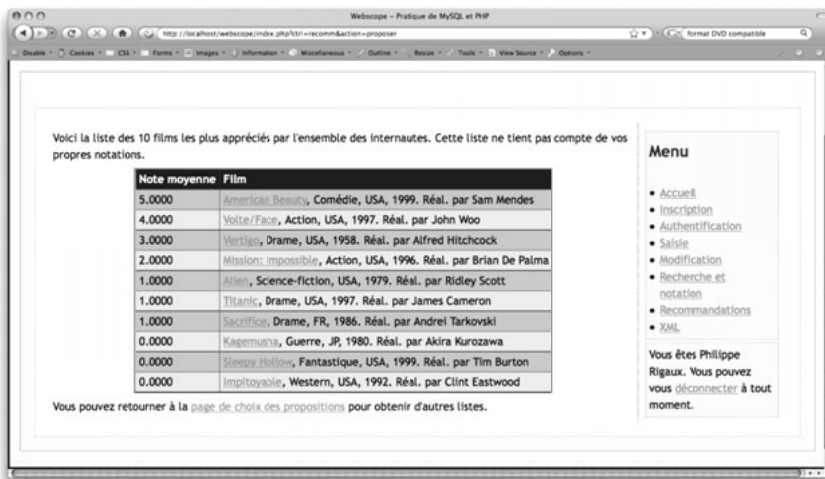 Webscope – Pratique de MySQL et PHP
http://localhost/webscope/index.php?ctrl=recomm&action=proposer
format DVD compatible
Disable Cookies CSS Forms Images Information Miscellaneous Outline Resize Tools View Source Options
Voici la liste des 10 films les plus appréciés par l'ensemble des internautes. Cette liste ne tient pas compte de vos
propres notations.
Note moyenne Film
5.0000 American Beauty, Comédie, USA, 1999. Réal. par Sam Mendes
4.0000 Volte/Face, Action, USA, 1997. Réal. par John Woo
3.0000 Vertigo, Drame, USA, 1958. Réal. par Alfred Hitchcock
2.0000 Mission: Impossible, Action, USA, 1996. Réal. par Brian De Palma
1.0000 Alien, Science-fiction, USA, 1979. Réal. par Ridley Scott
1.0000 Titanic, Drame, USA, 1997. Réal. par James Cameron
1.0000 Sacrifice, Drame, FR, 1986. Réal. par Andrei Tarkovski
0.0000 Kagemusha, Guerre, JP, 1980. Réal. par Akira Kurozawa
0.0000 Sleepy Hollow, Fantastique, USA, 1999. Réal. par Tim Burton
0.0000 Impitoyable, Western, USA, 1992. Réal. par Clint Eastwood
Vous pouvez retourner à la page de choix des propositions pour obtenir d'autres listes.
Menu
• Accueil
• Inscription
• Authentification
• Saisie
• Modification
• Recherche et
notation
• Recommandations
• XML
Vous êtes Philippe
Rigaux. Vous pouvez
vous déconnecter à tout
moment.